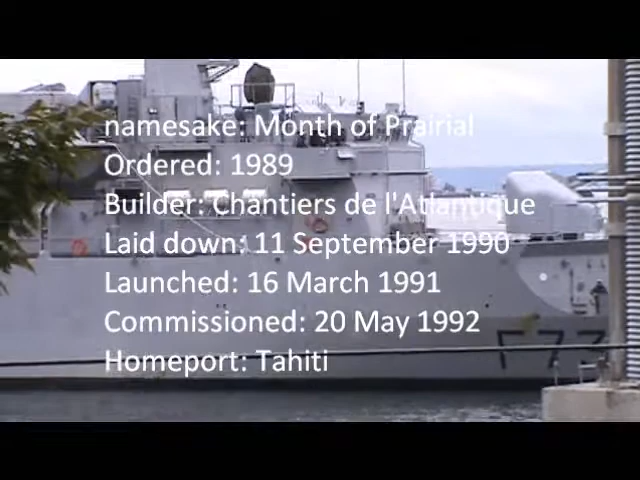 namesake: Month of Prairial
Ordered: 1989
Builder: Chantiers de l'Atlantique
Laid down: 11 September 1990
Launched: 16 March 1991
Commissioned: 20 May 1992
Homeport: Tahiti
F73